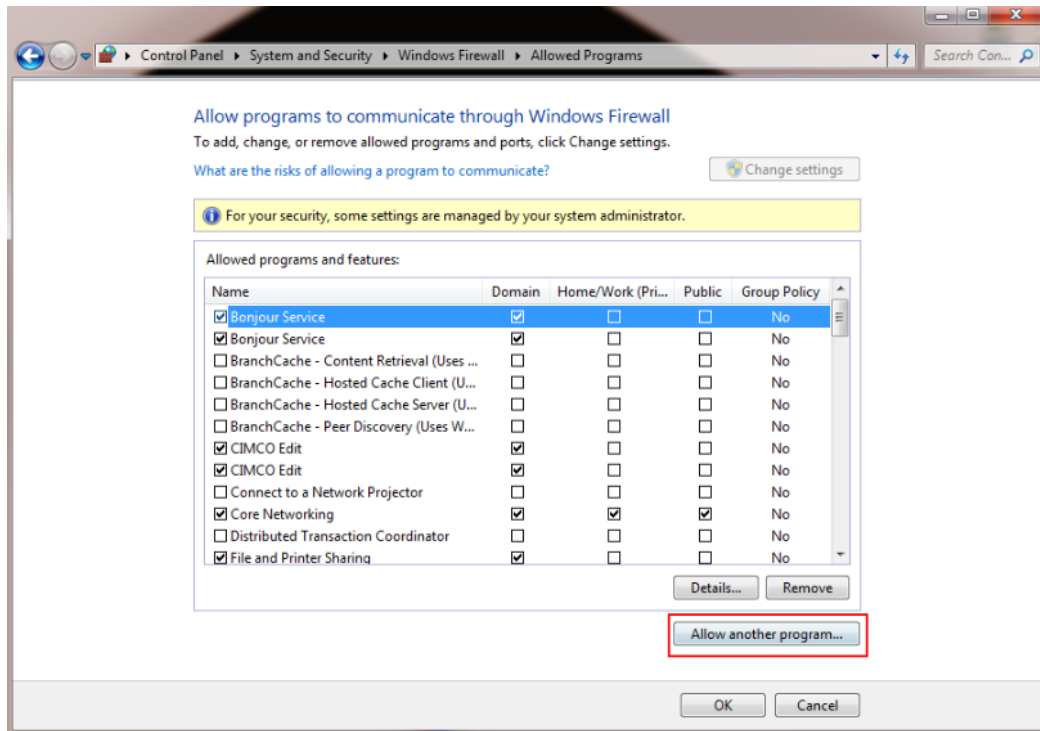 Control Panel ▸ System and Security ▸ Windows Firewall ▸ Allowed Programs
Search Con...
Allow programs to communicate through Windows Firewall
To add, change, or remove allowed programs and ports, click Change settings.
What are the risks of allowing a program to communicate?
Change settings
For your security, some settings are managed by your system administrator.
Allowed programs and features:
Name Domain Home/Work (Pri... Public Group Policy
Bonjour Service No
Bonjour Service No
BranchCache - Content Retrieval (Uses ... No
BranchCache - Hosted Cache Client (U... No
BranchCache - Hosted Cache Server (U... No
BranchCache - Peer Discovery (Uses W... No
CIMCO Edit No
CIMCO Edit No
Connect to a Network Projector No
Core Networking No
Distributed Transaction Coordinator No
File and Printer Sharing No
Details... Remove
Allow another program...
OK Cancel